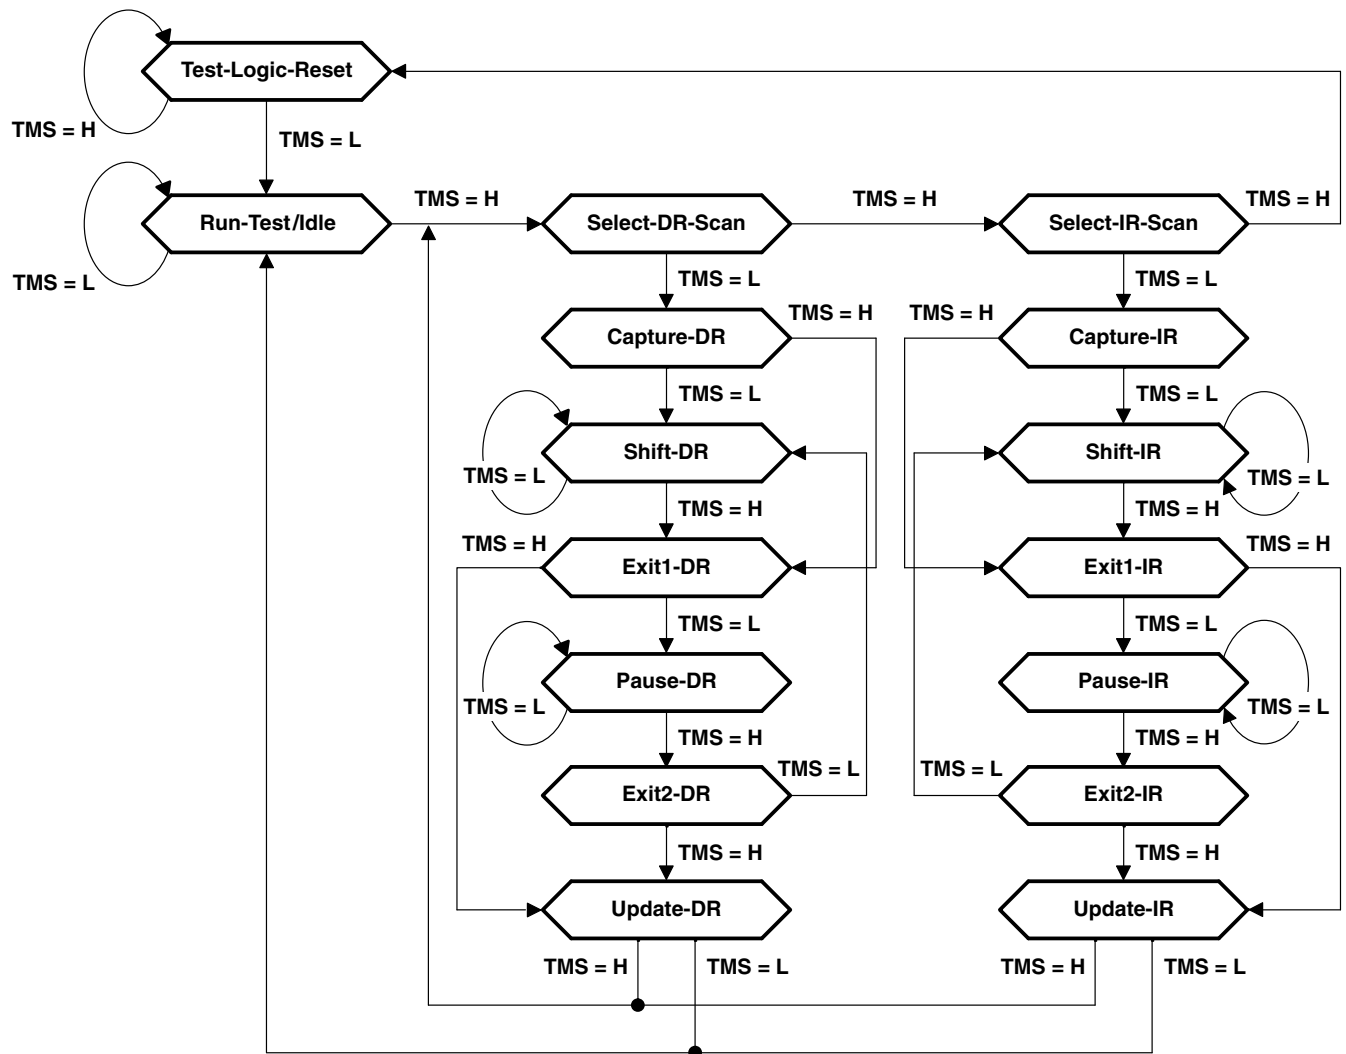 Test-Logic-Reset
TMS = H
TMS = L
TMS = H
TMS = H
TMS = H
Run-Test/Idle
Select-DR-Scan
Select-IR-Scan
TMS = L
TMS = L
TMS = L
TMS = H
TMS = H
Capture-DR
Capture-IR
TMS = L
TMS = L
Shift-DR
Shift-IR
TMS = L
TMS = L
TMS = H
TMS = H
TMS = H
TMS = H
Exit1-DR
Exit1-IR
TMS = L
TMS = L
Pause-DR
Pause-IR
TMS = L
TMS = L
TMS = H
TMS = H
TMS = L
TMS = L
Exit2-DR
Exit2-IR
TMS = H
TMS = H
Update-DR
Update-IR
TMS = H
TMS = L
TMS = H
TMS = L